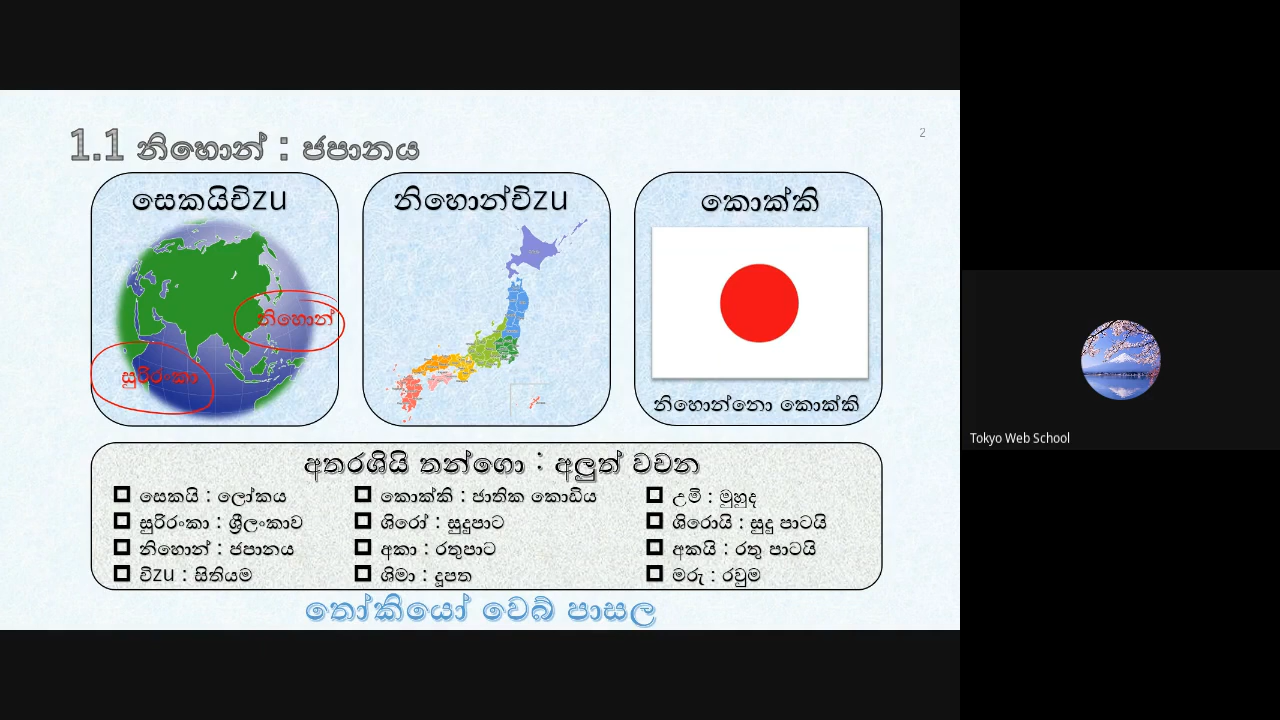 1.1 නිහොන් : ජපානය
2
සෙකයිචිzu
නිහොන්
සුරිරංකා
නිහොන්චිzu
කොක්කි
නිහොන්නො කොක්කි
අතරශියි තන්ගො : අලුත් වචන
සෙකයි : ලෝකය
සුරිරංකා : ශ්‍රීලංකාව
නිහොන් : ජපානය
චිzu : සිතියම
කොක්කි : ජාතික කොඩිය
ශිරෝ : සුදුපාට
අකා : රතුපාට
ශිමා : දූපත
උමි : මුහුද
ශිරොයි : සුදු පාටයි
අකයි : රතු පාටයි
මරු : රවුම
තෝකියෝ වෙබ් පාසල
Tokyo Web School